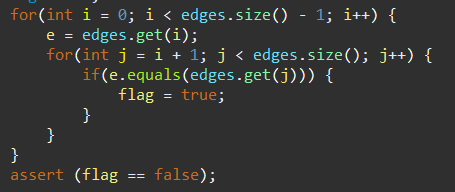 for(int i = 0; i < edges.size() - 1; i++) {
    e = edges.get(i);
    for(int j = i + 1; j < edges.size(); j++) {
        if(e.equals(edges.get(j))) {
            flag = true;
        }
    }
}
assert (flag == false);